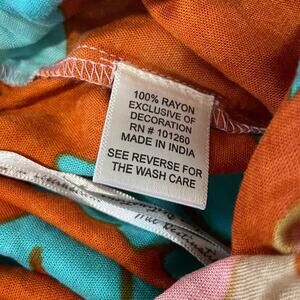 100% RAYON
EXCLUSIVE OF
DECORATION
RN # 101260
MADE IN INDIA
SEE REVERSE FOR
THE WASH CARE